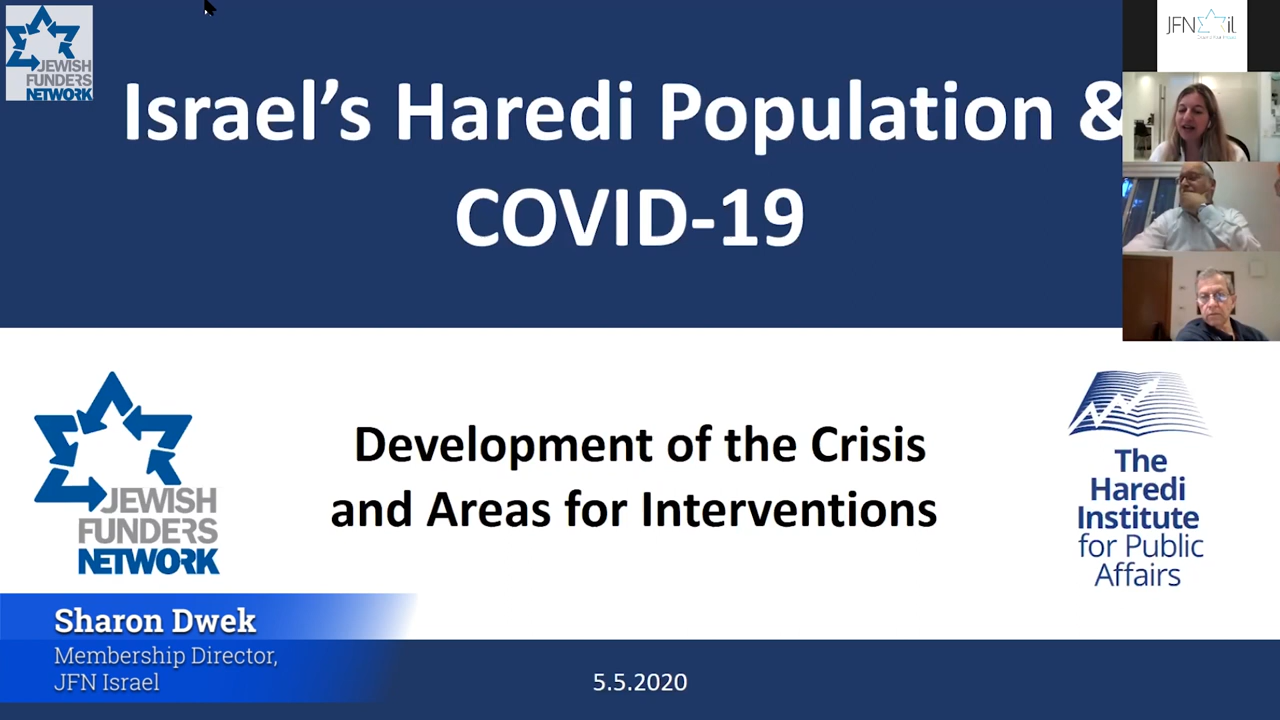 JEWISH
FUNDERS
NETWORK
Israel's Haredi Population &
COVID-19
JFN il
Development of the Crisis
and Areas for Interventions
JEWISH
FUNDERS
NETWORK
The
Haredi
Institute
for Public
Affairs
Sharon Dwek
Membership Director,
JFN Israel
5.5.2020